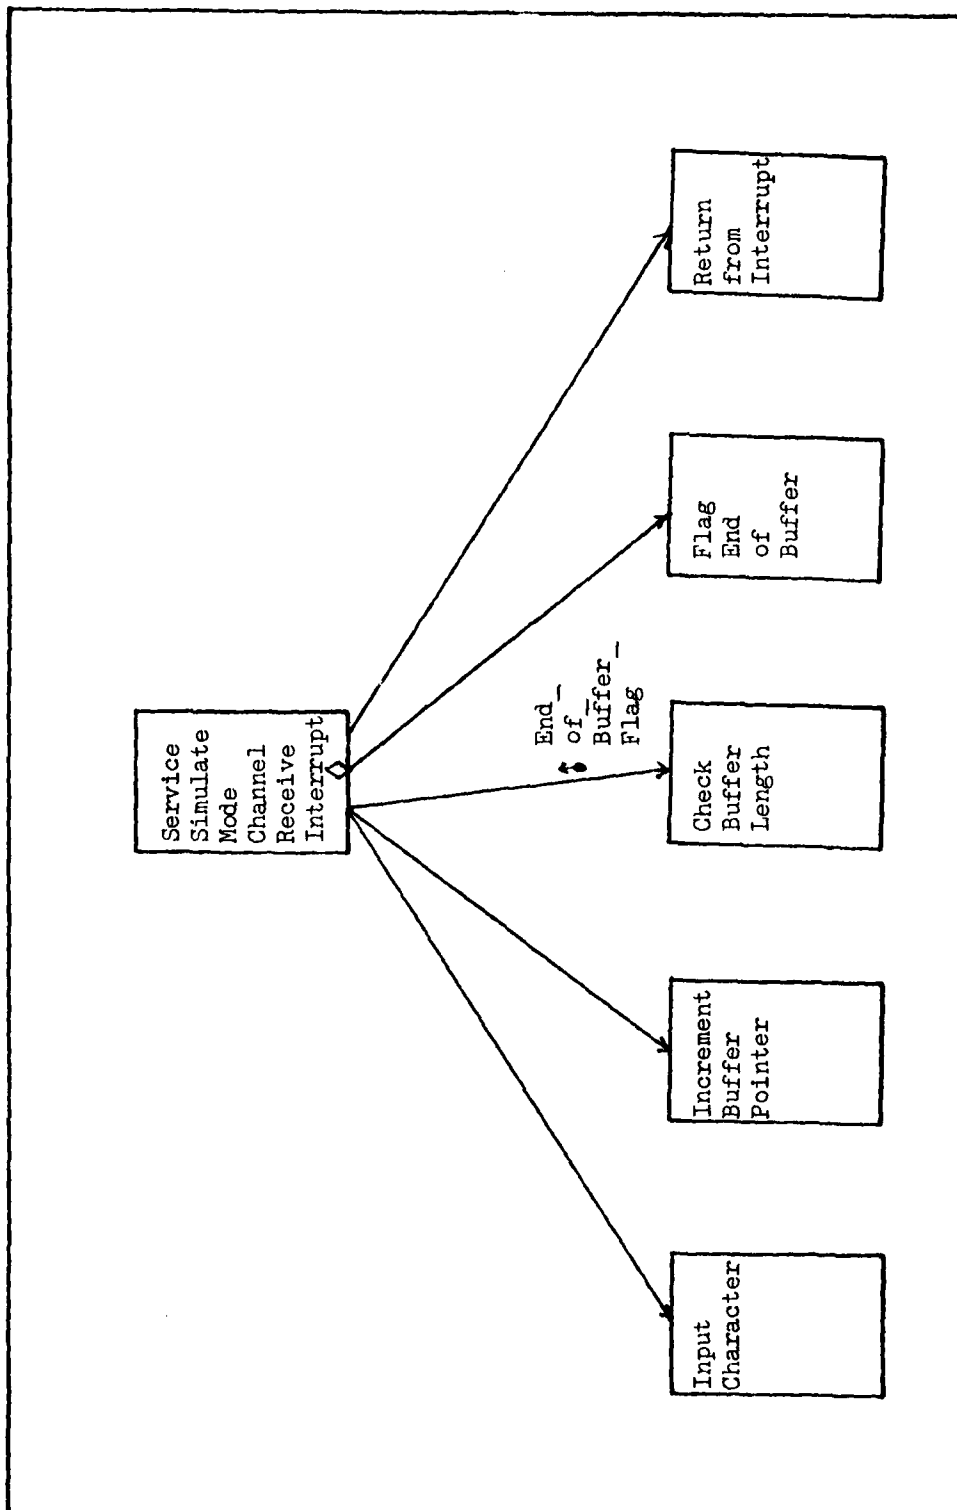 Service
Simulate
Mode
Channel
Receive
Interrupt
End_
of_
Buffer_
Flag
Input
Character
Increment
Buffer
Pointer
Check
Buffer
Length
Flag
End
of
Buffer
Return
from
Interrupt